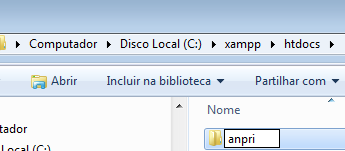 Computador ▸ Disco Local (C:) ▸ xampp ▸ htdocs ▸
Abrir Incluir na biblioteca ▾ Partilhar com ▾
Nome
anpri
tador
Local (C:)